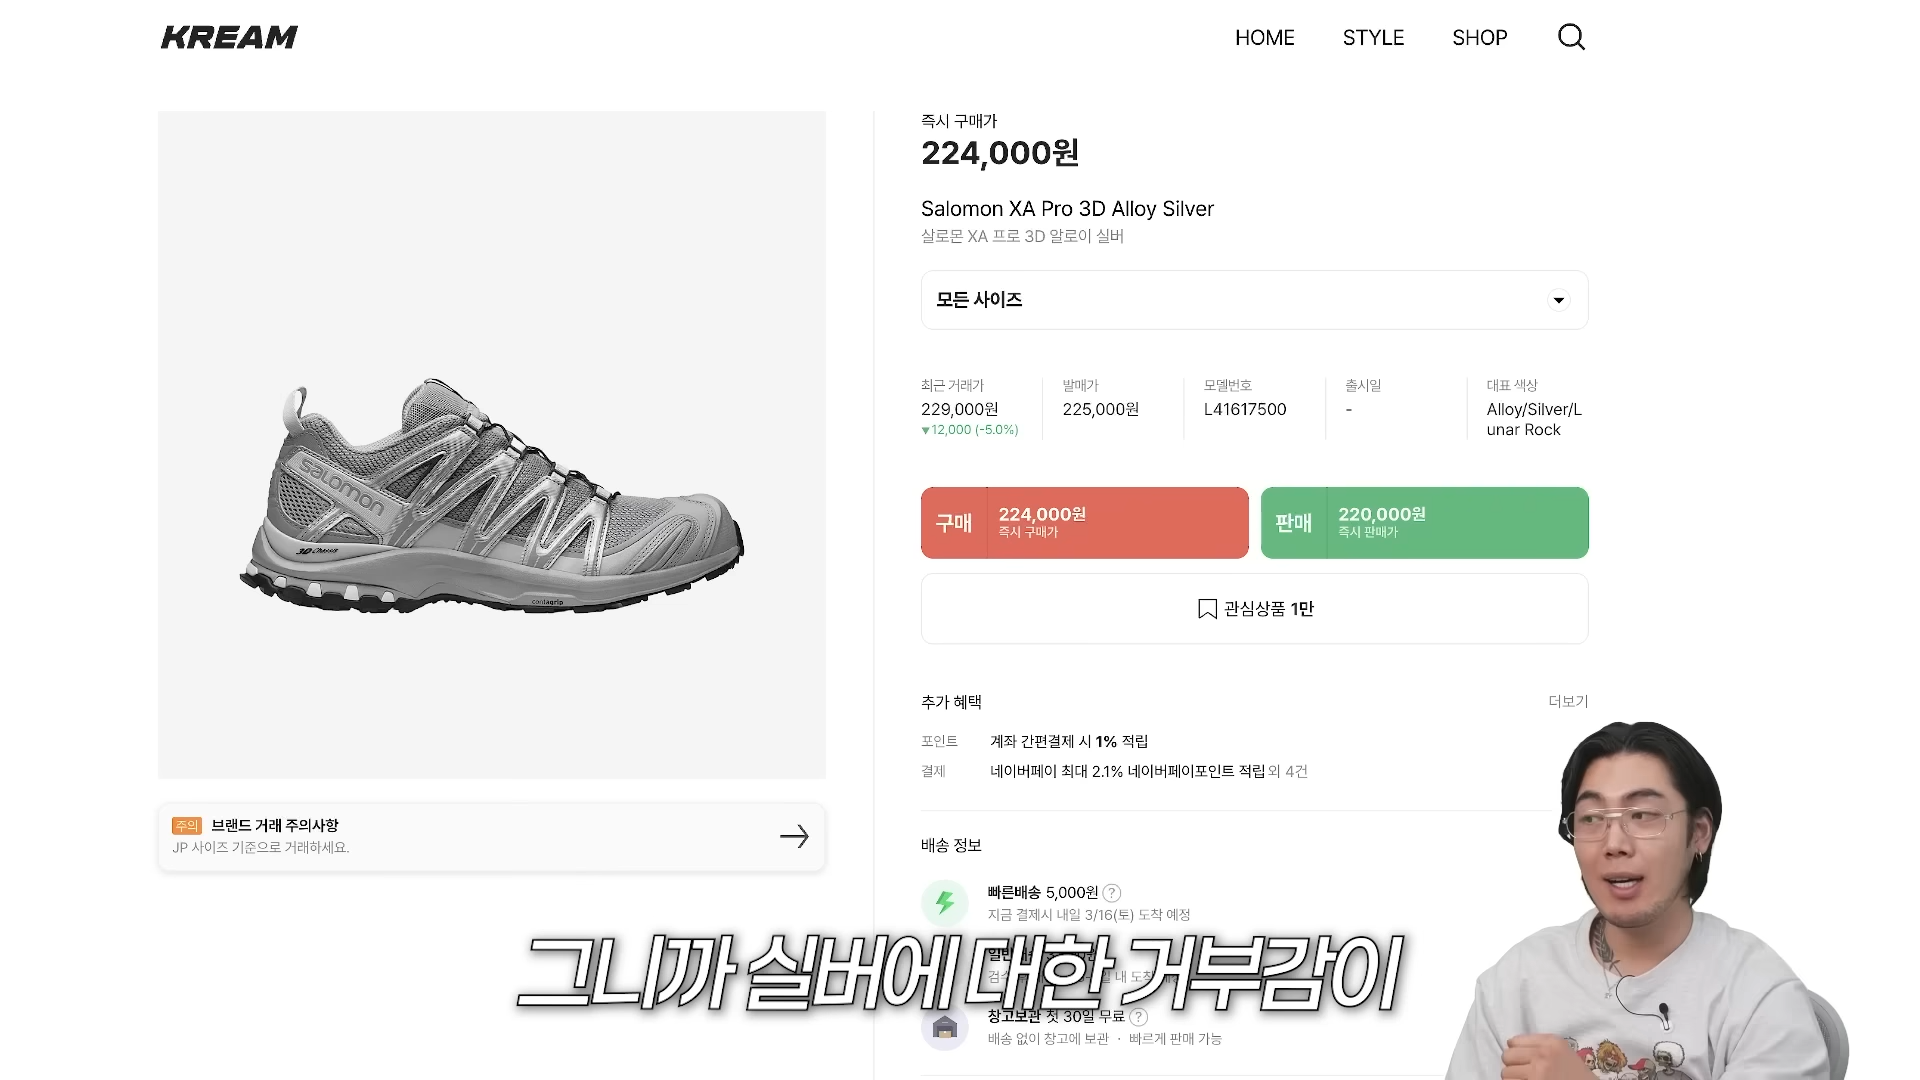 KREAM
HOME
STYLE
SHOP
즉시 구매가
224,000원
Salomon XA Pro 3D Alloy Silver
살로몬 XA 프로 3D 알로이 실버
모든 사이즈
최근 거래가
229,000원
▼12,000 (-5.0%)
발매가
225,000원
모델번호
L41617500
출시일
-
대표 색상
Alloy/Silver/L
unar Rock
구매
224,000원
즉시 구매가
판매
220,000원
즉시 판매가
관심상품 1만
추가 혜택
더보기
포인트
계좌 간편결제 시 1% 적립
결제
네이버페이 최대 2.1% 네이버페이포인트 적립 외 4건
배송 정보
빠른배송 5,000원 ?
지금 결제시 내일 3/16(토) 도착 예정
창고보관 첫 30일 무료 ?
배송 없이 창고에 보관 · 빠르게 판매 가능
salomon
3D Chassis
contagrip
주의 브랜드 거래 주의사항
JP 사이즈 기준으로 거래하세요.
그니까 실버에 대한 거부감이